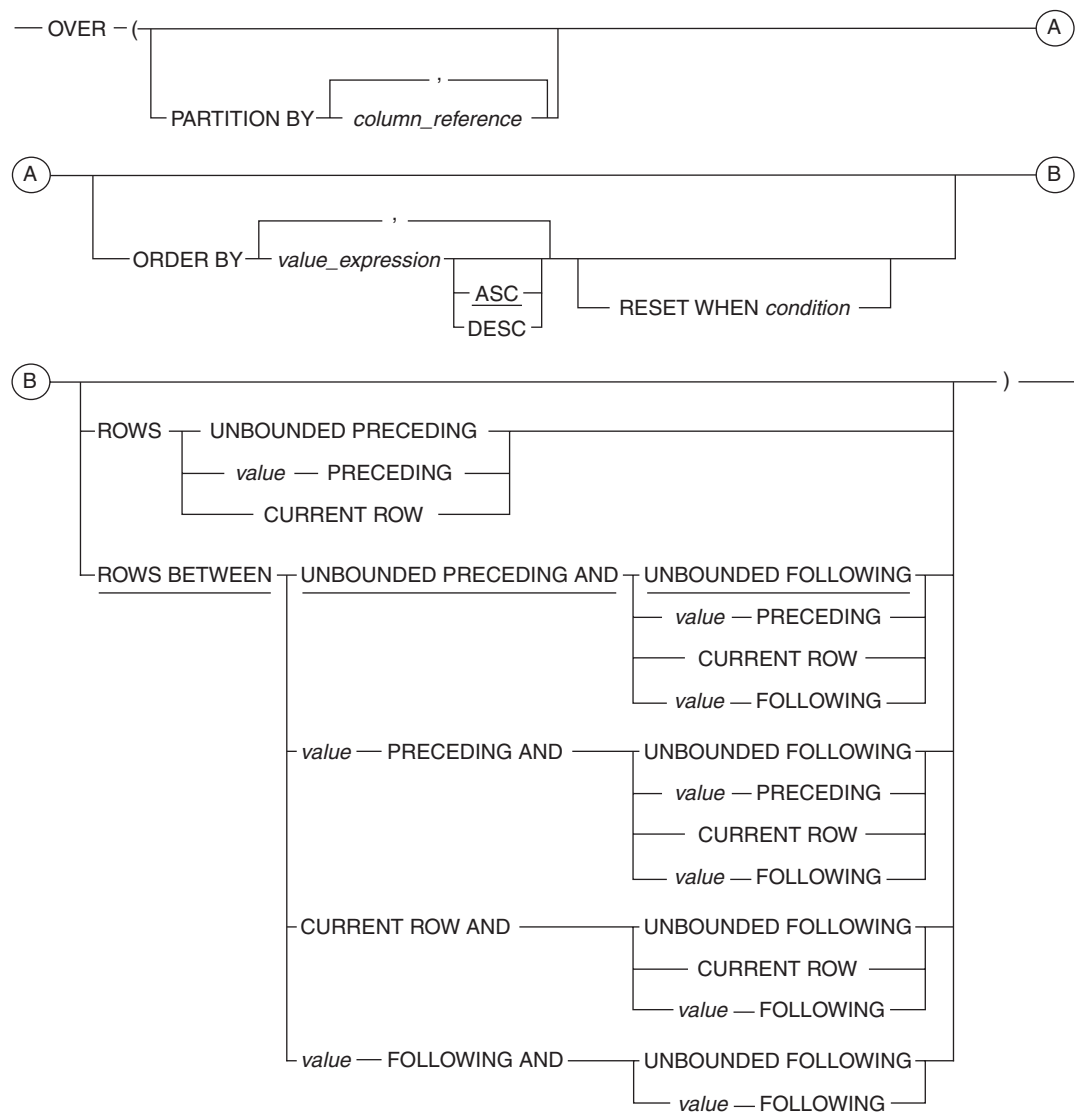 OVER ( A
,
PARTITION BY column_reference
A B
,
ORDER BY value_expression
ASC RESET WHEN condition
DESC
B )
ROWS UNBOUNDED PRECEDING
value PRECEDING
CURRENT ROW
ROWS BETWEEN UNBOUNDED PRECEDING AND UNBOUNDED FOLLOWING
value PRECEDING
CURRENT ROW
value FOLLOWING
value PRECEDING AND UNBOUNDED FOLLOWING
value PRECEDING
CURRENT ROW
value FOLLOWING
CURRENT ROW AND UNBOUNDED FOLLOWING
CURRENT ROW
value FOLLOWING
value FOLLOWING AND UNBOUNDED FOLLOWING
value FOLLOWING